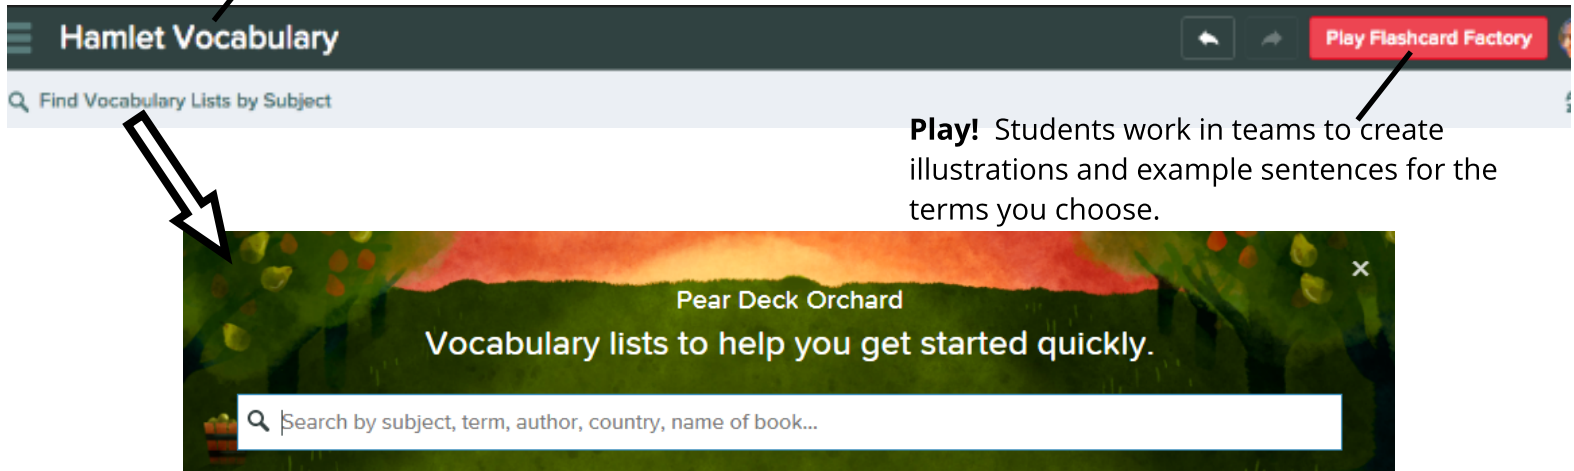 Hamlet Vocabulary
Play Flashcard Factory
Find Vocabulary Lists by Subject
Play! Students work in teams to create
illustrations and example sentences for the
terms you choose.
Pear Deck Orchard
Vocabulary lists to help you get started quickly.
Search by subject, term, author, country, name of book...